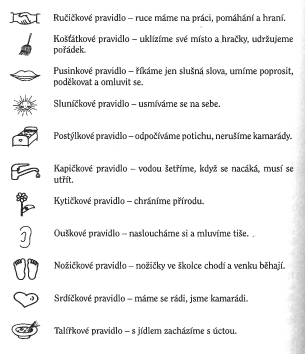 Ručičkové pravidlo – ruce máme na práci, pomáhání a hraní.
Košťátkové pravidlo – uklízíme své místo a hračky, udržujeme
pořádek.
Pusinkové pravidlo – říkáme jen slušná slova, umíme poprosit,
poděkovat a omluvit se.
Sluníčkové pravidlo – usmíváme se na sebe.
Postýlkové pravidlo – odpočíváme potichu, nerušíme kamarády.
Kapičkové pravidlo – vodou šetříme, když se nacáká, musí se
utřít.
Kytičkové pravidlo – chráníme přírodu.
Ouškové pravidlo – nasloucháme si a mluvíme tiše.
Nožičkové pravidlo – nožičky ve školce chodí a venku běhají.
Srdíčkové pravidlo – máme se rádi, jsme kamarádi.
Talířkové pravidlo – s jídlem zacházíme s úctou.